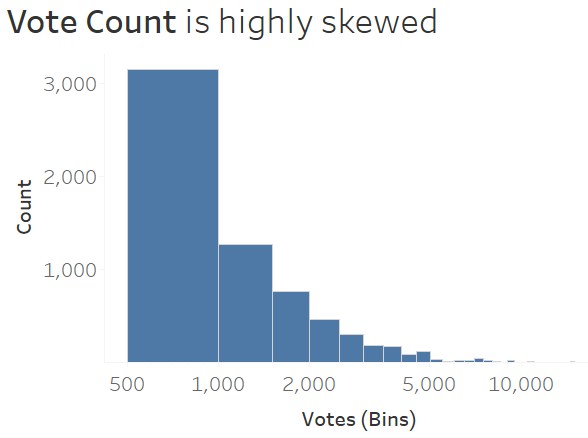 Vote Count is highly skewed
3,000
2,000
1,000
Count
500 1,000 2,000 5,000 10,000
Votes (Bins)